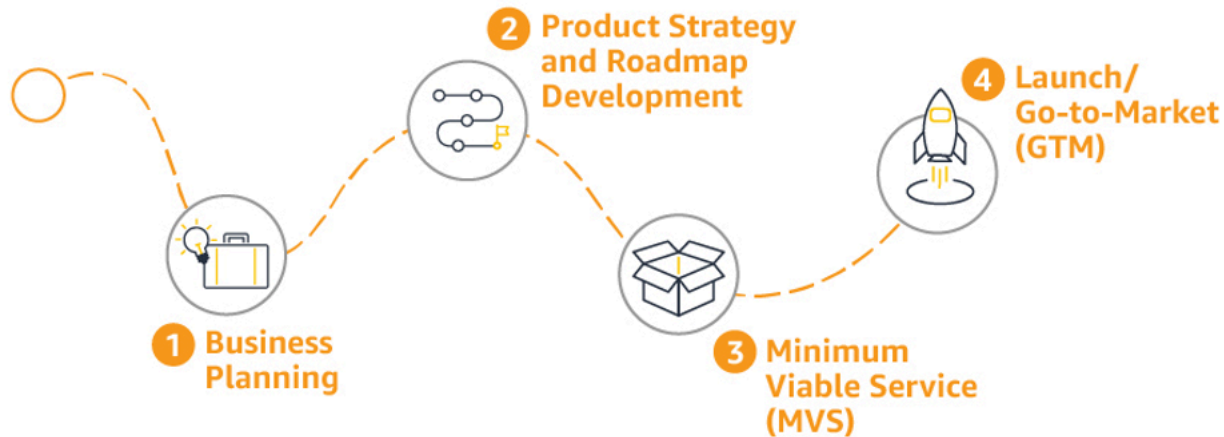 1 Business
Planning
2 Product Strategy
and Roadmap
Development
3 Minimum
Viable Service
(MVS)
4 Launch/
Go-to-Market
(GTM)